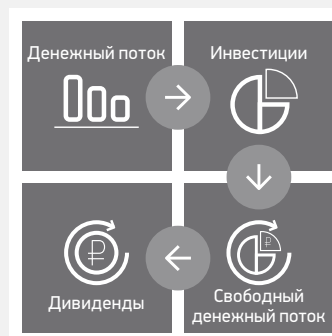 Денежный поток
Инвестиции
₽
₽
Дивиденды
Свободный
денежный поток